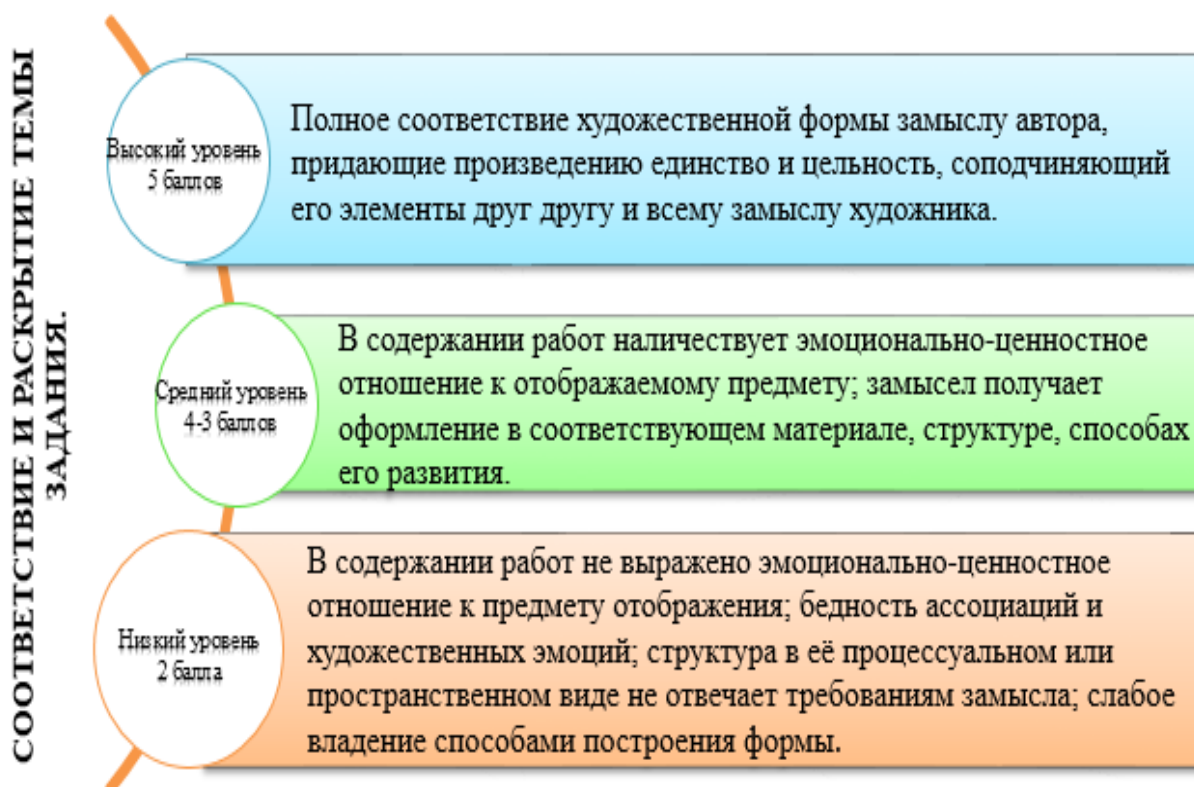 СООТВЕТСТВИЕ И РАСКРЫТИЕ ТЕМЫ
ЗАДАНИЯ.
Высокий уровень
5 баллов
Полное соответствие художественной формы замыслу автора,
придающие произведению единство и цельность, соподчиняющий
его элементы друг другу и всему замыслу художника.
Средний уровень
4-3 баллов
В содержании работ наличествует эмоционально-ценностное
отношение к отображаемому предмету; замысел получает
оформление в соответствующем материале, структуре, способах
его развития.
Низкий уровень
2 балла
В содержании работ не выражено эмоционально-ценностное
отношение к предмету отображения; бедность ассоциаций и
художественных эмоций; структура в её процессуальном или
пространственном виде не отвечает требованиям замысла; слабое
владение способами построения формы.